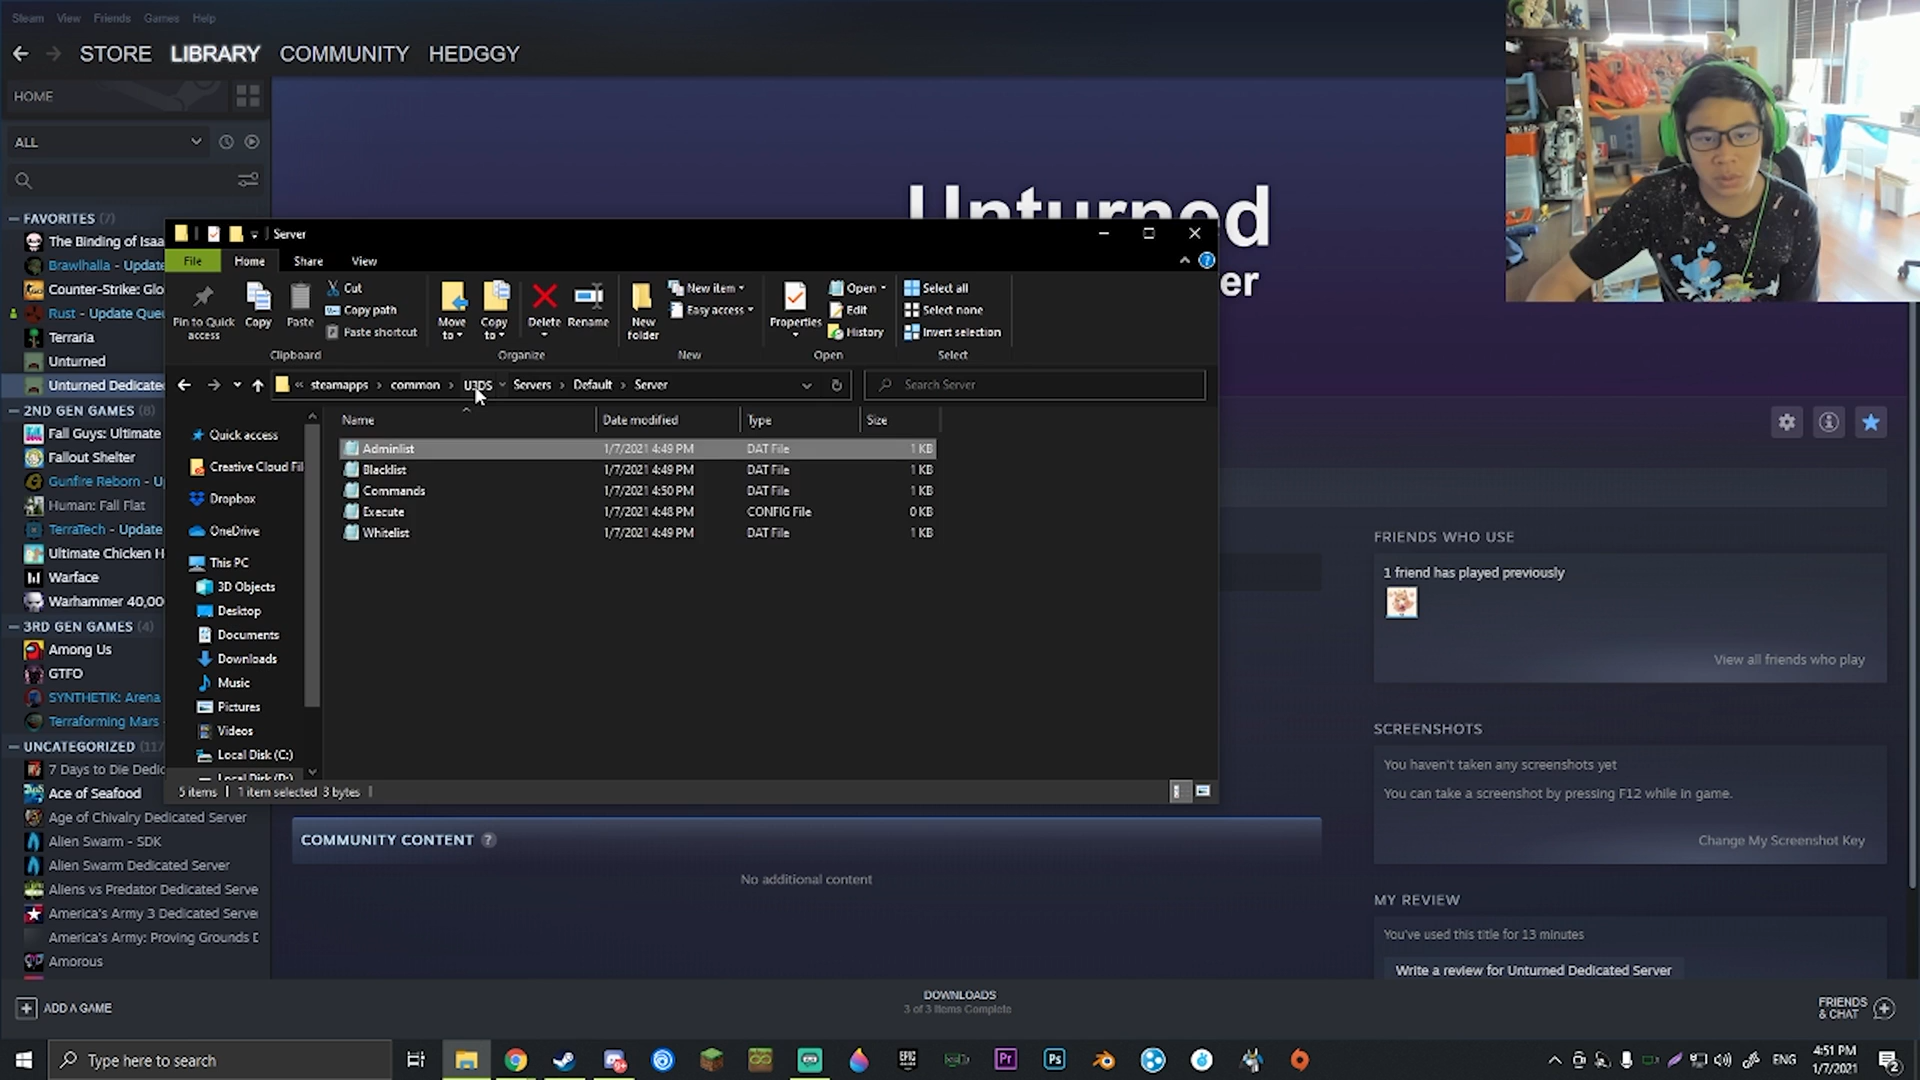 Steam View Friends Games Help
STORE LIBRARY COMMUNITY HEDGGY
HOME
ALL
FAVORITES (7)
The Binding of Isaa
Brawlhalla - Update
Counter-Strike: Glo
Rust - Update Que
Terraria
Unturned
Unturned Dedicate
2ND GEN GAMES (8)
Fall Guys: Ultimate
Fallout Shelter
Gunfire Reborn - U
Human: Fall Flat
TerraTech - Update
Ultimate Chicken H
Warface
Warhammer 40,00
3RD GEN GAMES (4)
Among Us
GTFO
SYNTHETIK: Arena
Terraforming Mars -
UNCATEGORIZED (117
7 Days to Die Dedic
Ace of Seafood
Age of Chivalry Dedicated Server
Alien Swarm - SDK
Alien Swarm Dedicated Server
Aliens vs Predator Dedicated Serve
America's Army 3 Dedicated Server
America's Army: Proving Grounds D
Amorous
ADD A GAME
Unturned
er
Server
File Home Share View
Pin to Quick access
Copy
Paste
Cut
Copy path
Paste shortcut
Clipboard
Move to
Copy to
Delete
Rename
Organize
New folder
New item
Easy access
New
Properties
Open
Edit
History
Open
Select all
Select none
Invert selection
Select
« steamapps › common › U3DS Servers › Default › Server
Search Server
Name Date modified Type Size
Adminlist 1/7/2021 4:49 PM DAT File 1 KB
Blacklist 1/7/2021 4:49 PM DAT File 1 KB
Commands 1/7/2021 4:50 PM DAT File 1 KB
Execute 1/7/2021 4:48 PM CONFIG File 0 KB
Whitelist 1/7/2021 4:49 PM DAT File 1 KB
Quick access
Creative Cloud Fil
Dropbox
OneDrive
This PC
3D Objects
Desktop
Documents
Downloads
Music
Pictures
Videos
Local Disk (C:)
Local Disk (D:)
5 items 1 item selected 3 bytes
FRIENDS WHO USE
1 friend has played previously
View all friends who play
SCREENSHOTS
You haven't taken any screenshots yet
You can take a screenshot by pressing F12 while in game.
Change My Screenshot Key
MY REVIEW
You've used this title for 13 minutes
Write a review for Unturned Dedicated Server
COMMUNITY CONTENT ?
No additional content
DOWNLOADS
3 of 3 Items Complete
FRIENDS
& CHAT
Type here to search
EPIC GAMES
Pr
Ps
ENG
4:51 PM
1/7/2021
2